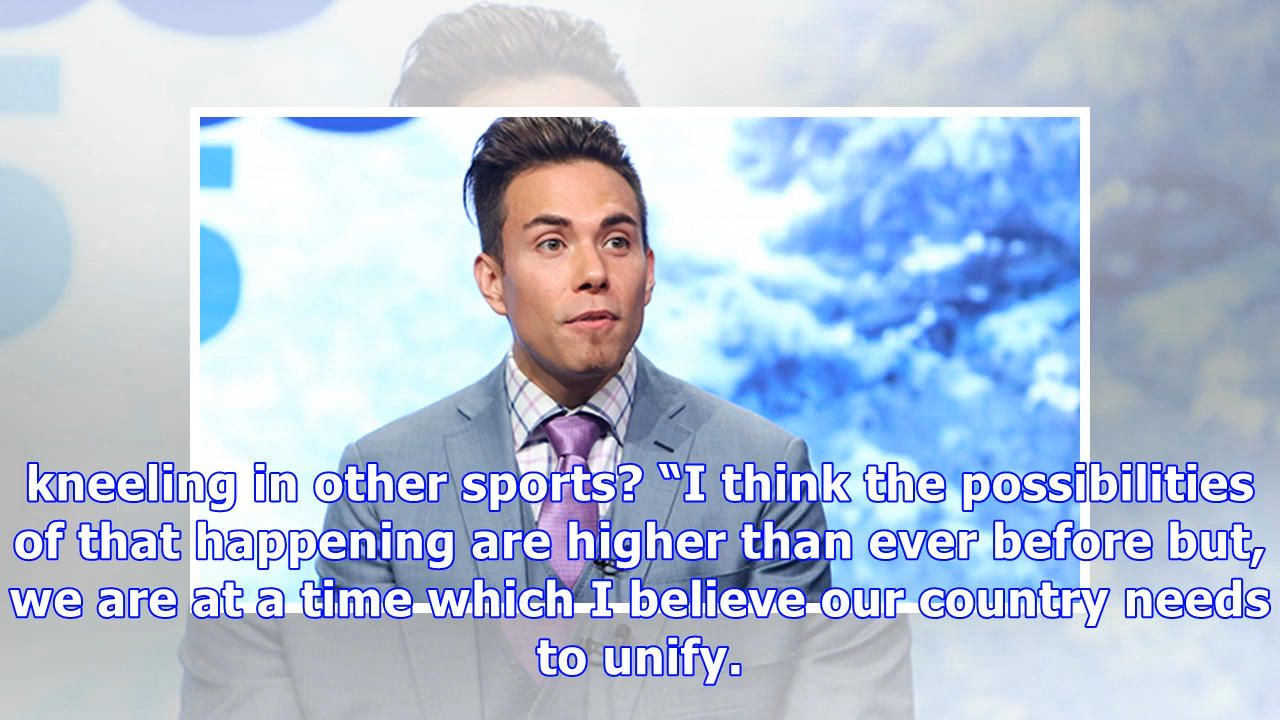 kneeling in other sports? “I think the possibilities
of that happening are higher than ever before but,
we are at a time which I believe our country needs
to unify.